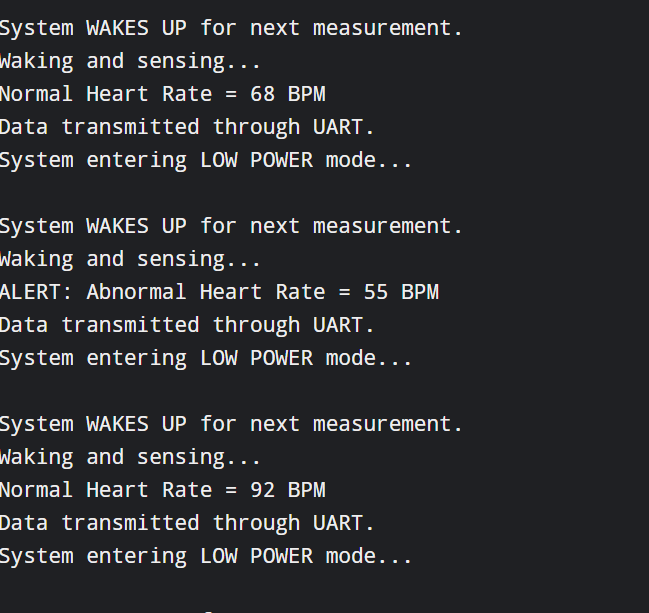 System WAKES UP for next measurement.
Waking and sensing...
Normal Heart Rate = 68 BPM
Data transmitted through UART.
System entering LOW POWER mode...
System WAKES UP for next measurement.
Waking and sensing...
ALERT: Abnormal Heart Rate = 55 BPM
Data transmitted through UART.
System entering LOW POWER mode...
System WAKES UP for next measurement.
Waking and sensing...
Normal Heart Rate = 92 BPM
Data transmitted through UART.
System entering LOW POWER mode...